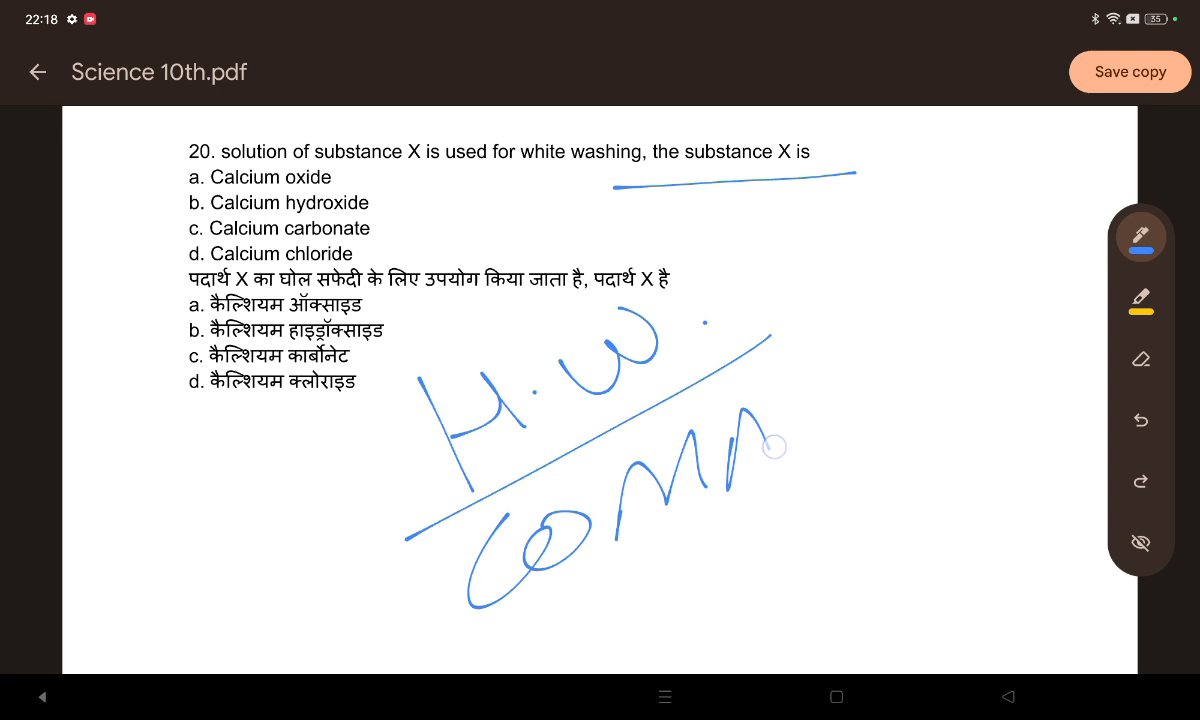 22:18
35
Science 10th.pdf
Save copy
20. solution of substance X is used for white washing, the substance X is
a. Calcium oxide
b. Calcium hydroxide
c. Calcium carbonate
d. Calcium chloride
पदार्थ X का घोल सफेदी के लिए उपयोग किया जाता है, पदार्थ X है
a. कैल्शियम ऑक्साइड
b. कैल्शियम हाइड्रॉक्साइड
c. कैल्शियम कार्बोनेट
d. कैल्शियम क्लोराइड
H.W.